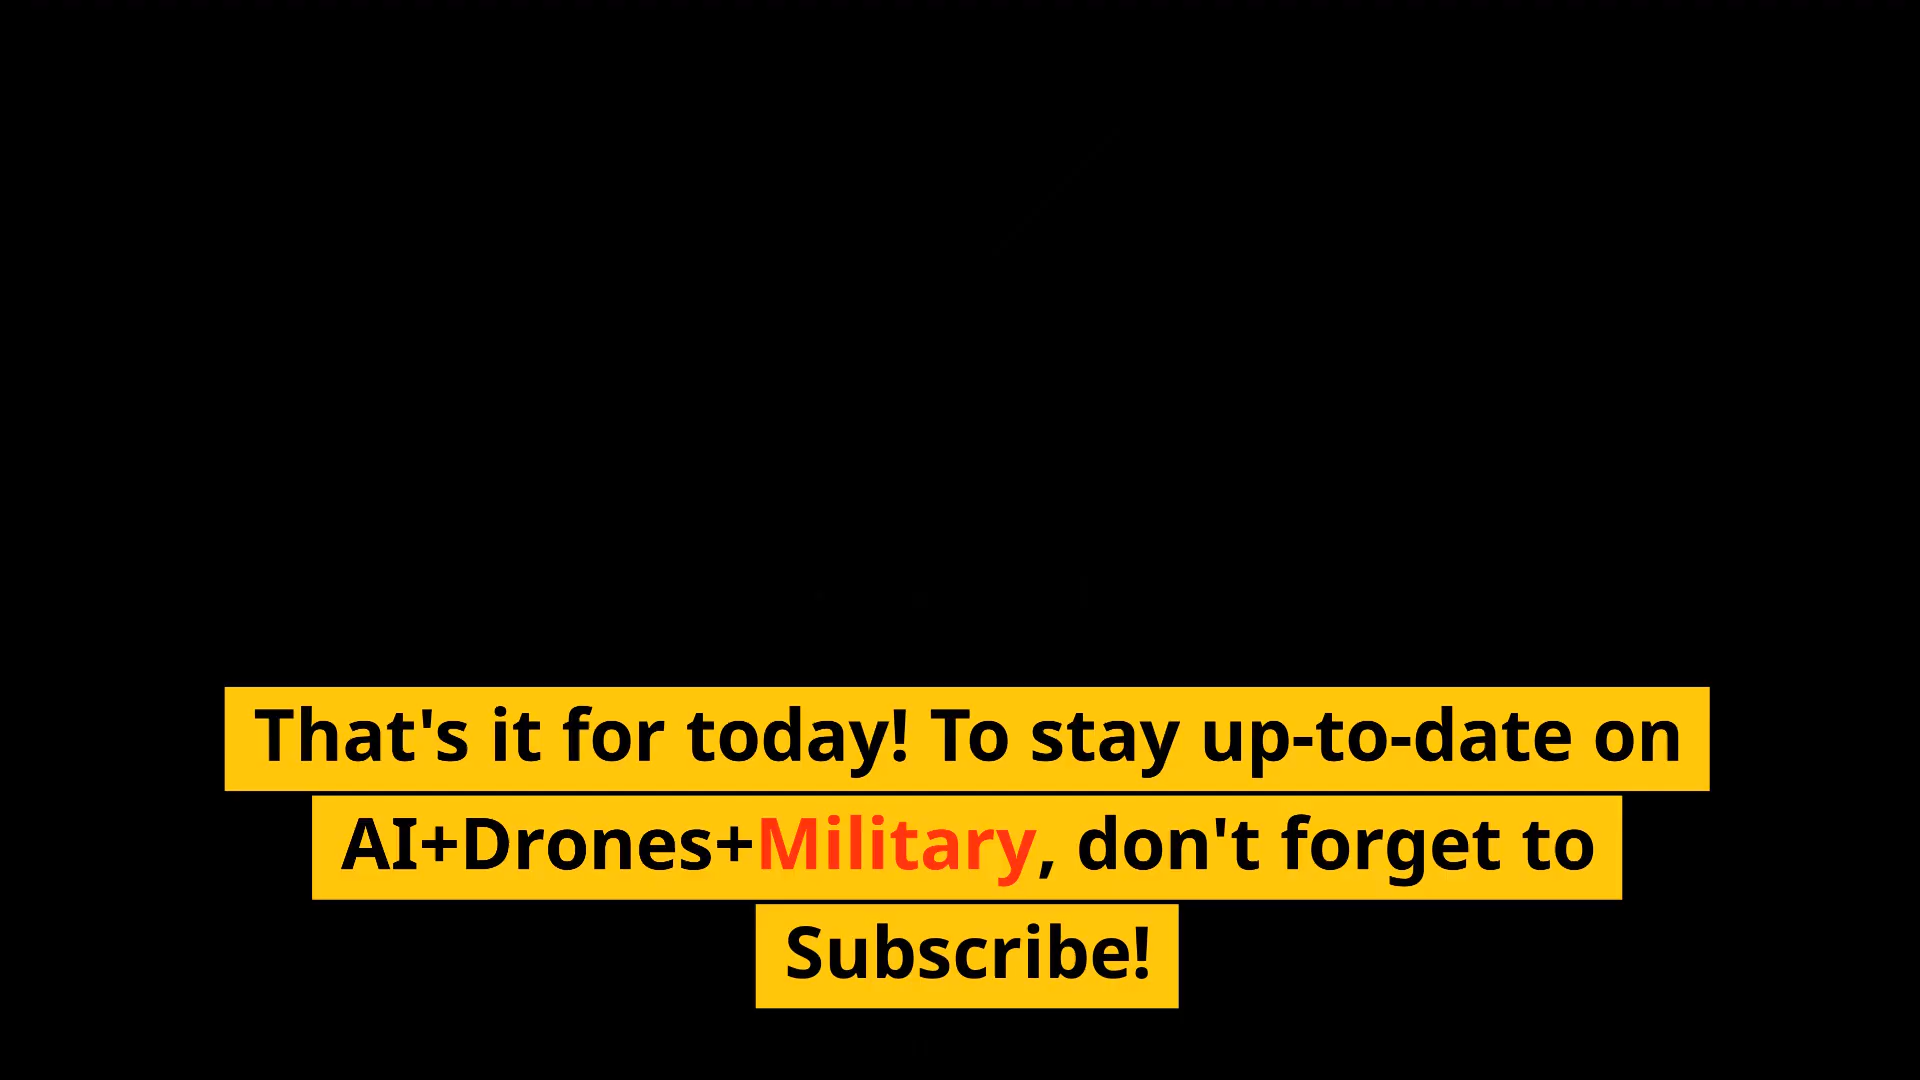 That's it for today! To stay up-to-date on
AI+Drones+Military, don't forget to
Subscribe!